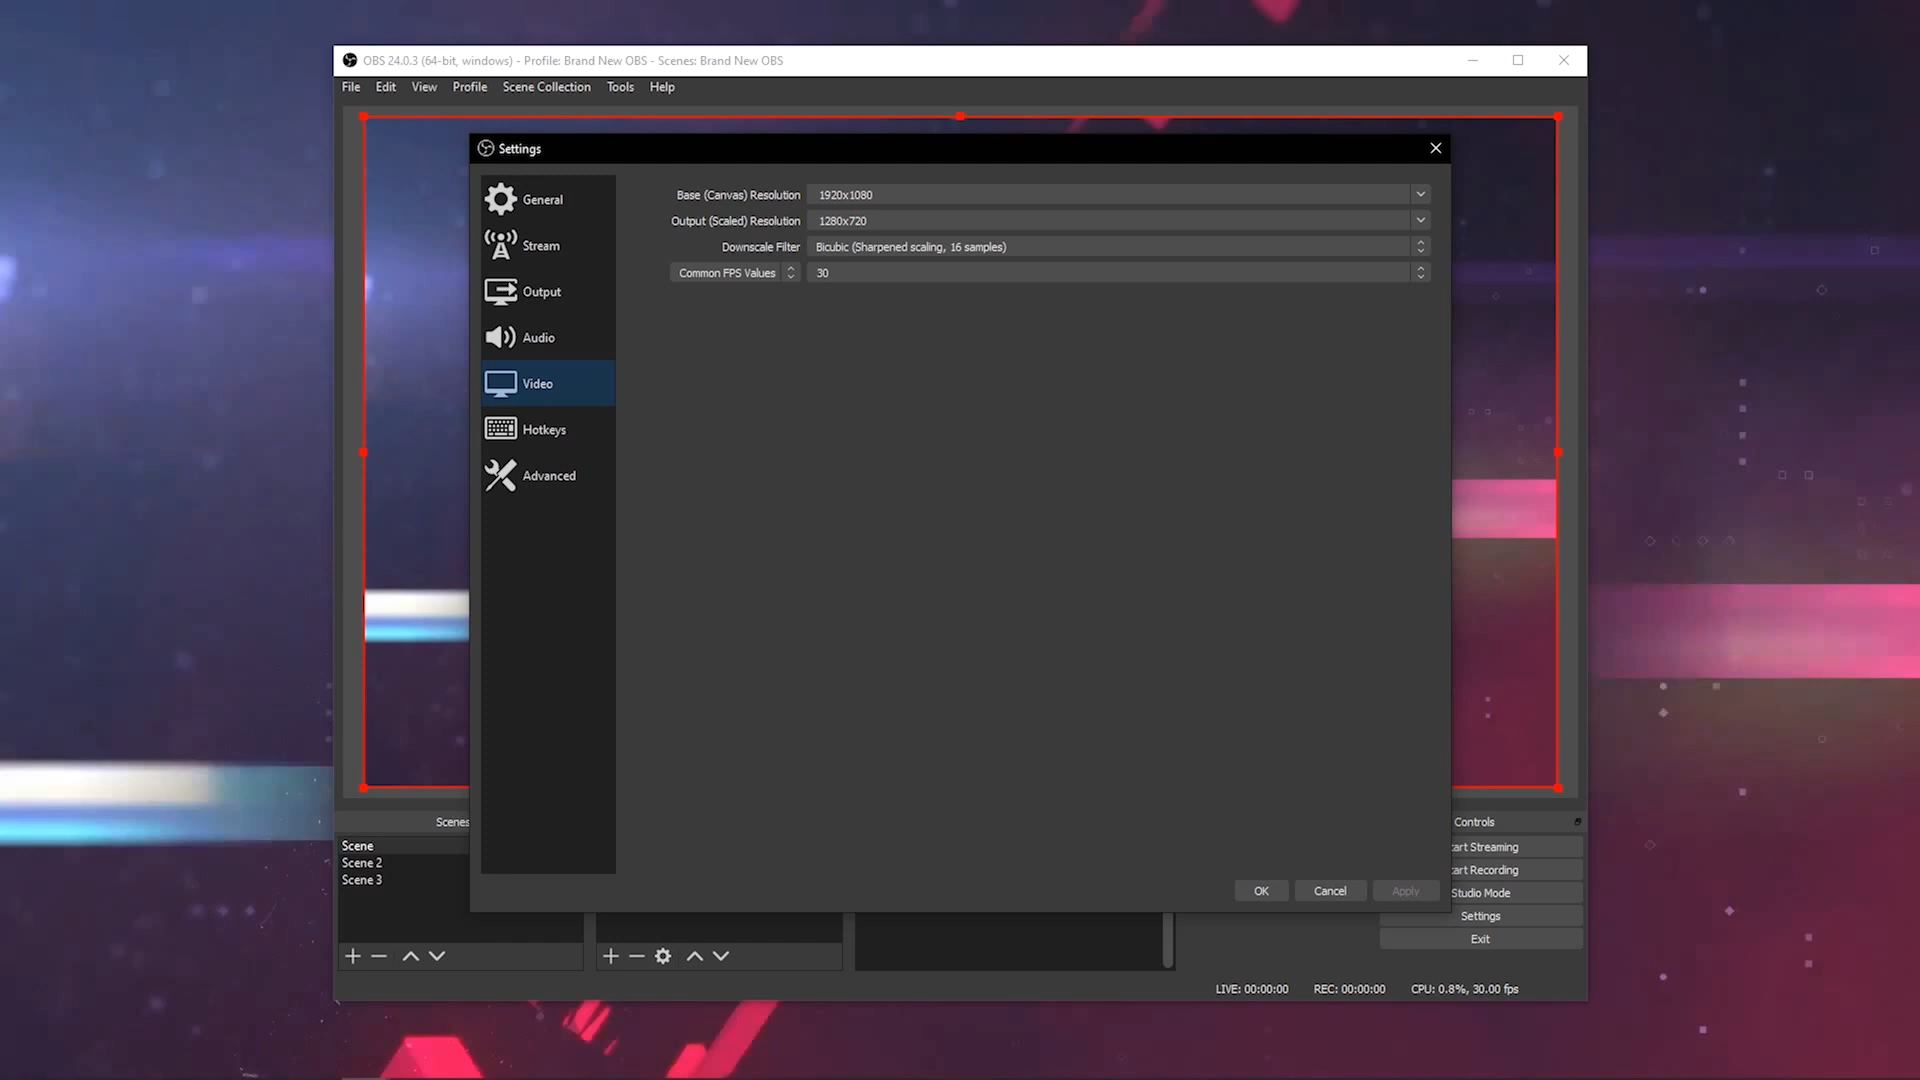 OBS 24.0.3 (64-bit, windows) - Profile: Brand New OBS - Scenes: Brand New OBS
File Edit View Profile Scene Collection Tools Help
Settings
General
Stream
Output
Audio
Video
Hotkeys
Advanced
Base (Canvas) Resolution 1920x1080
Output (Scaled) Resolution 1280x720
Downscale Filter Bicubic (Sharpened scaling, 16 samples)
Common FPS Values 30
OK Cancel Apply
Scenes
Scene
Scene 2
Scene 3
Controls
tart Streaming
tart Recording
Studio Mode
Settings
Exit
LIVE: 00:00:00 REC: 00:00:00 CPU: 0.8%, 30.00 fps